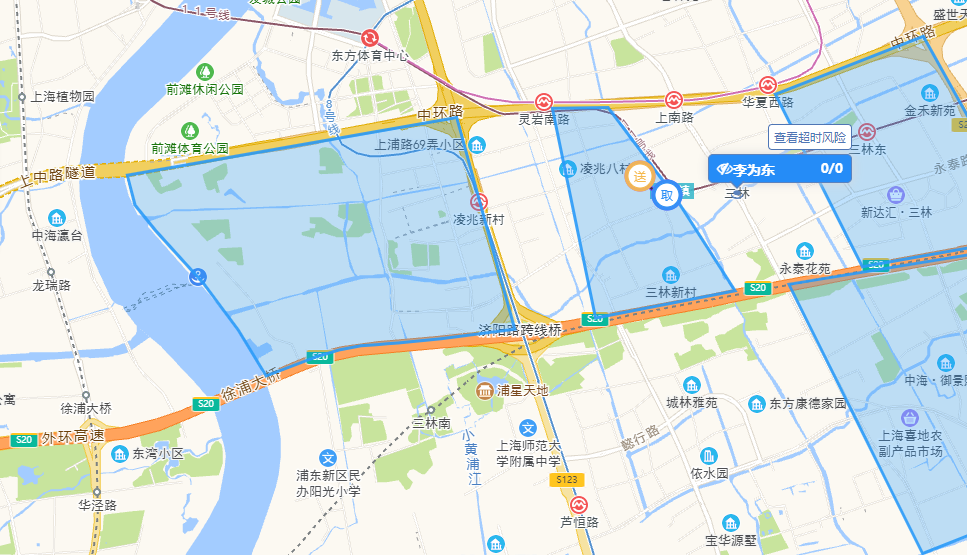 11号线
东方体育中心
盛世天
中环路
上海植物园
前滩休闲公园
8号线
中环路
灵岩南路
上南路
华夏西路
金禾新苑
前滩体育公园
上浦路69弄小区
查看超时风险
三林东
上中路隧道
凌兆八村
送
李为东
0/0
永泰路
取
三林
新达汇·三林
中海瀛台
凌兆新村
永泰花苑
S20
龙瑞路
三林新村
S20
济阳路跨线桥
S20
S20
中海·御景
徐浦大桥
S20
浦星天地
城林雅苑
东方康德家园
徐浦大桥
三林南
小黄浦江
上海喜地农
副产品市场
S20
外环高速
东湾小区
上海师范大
学附属中学
懿行路
依水园
浦东新区民
办阳光小学
S123
华泾路
芦恒路
宝华源墅